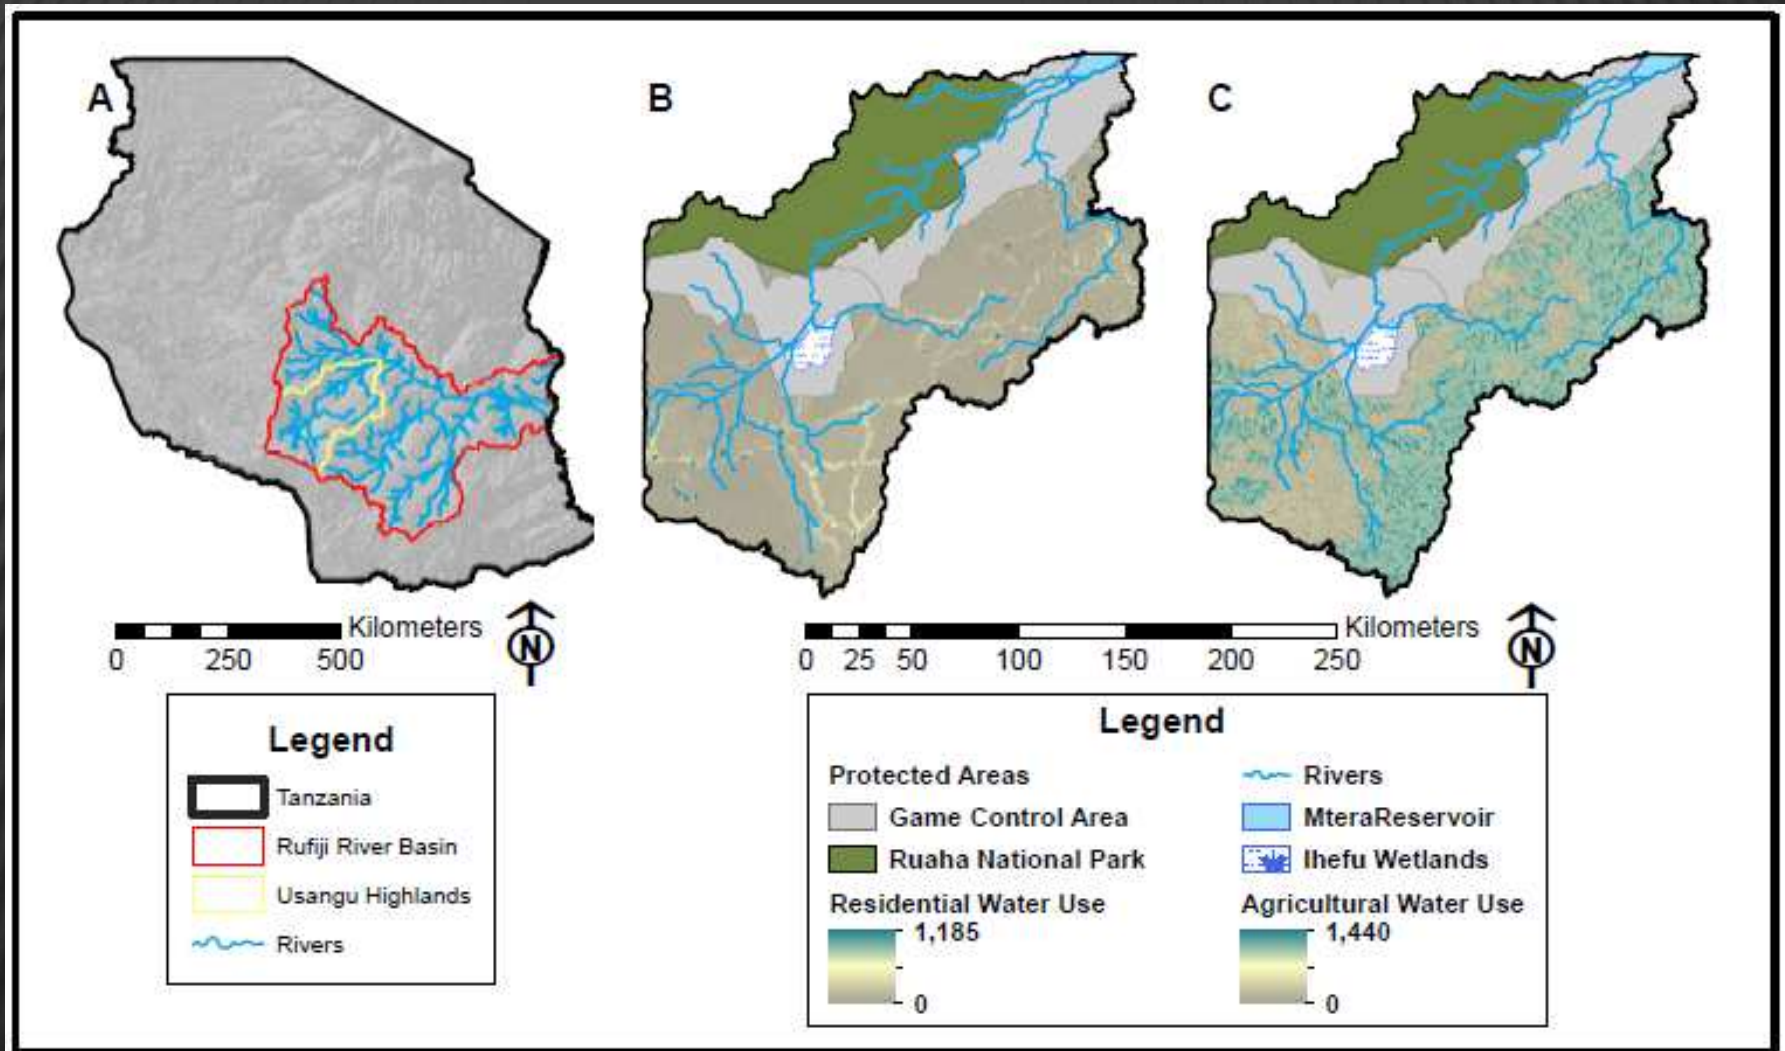 A
B
C
Kilometers
0 250 500
N
Kilometers
0 25 50 100 150 200 250
N
Legend
Tanzania
Rufiji River Basin
Usangu Highlands
Rivers
Legend
Protected Areas
Game Control Area
Ruaha National Park
Residential Water Use
1,185
0
Rivers
MteraReservoir
Ihefu Wetlands
Agricultural Water Use
1,440
0